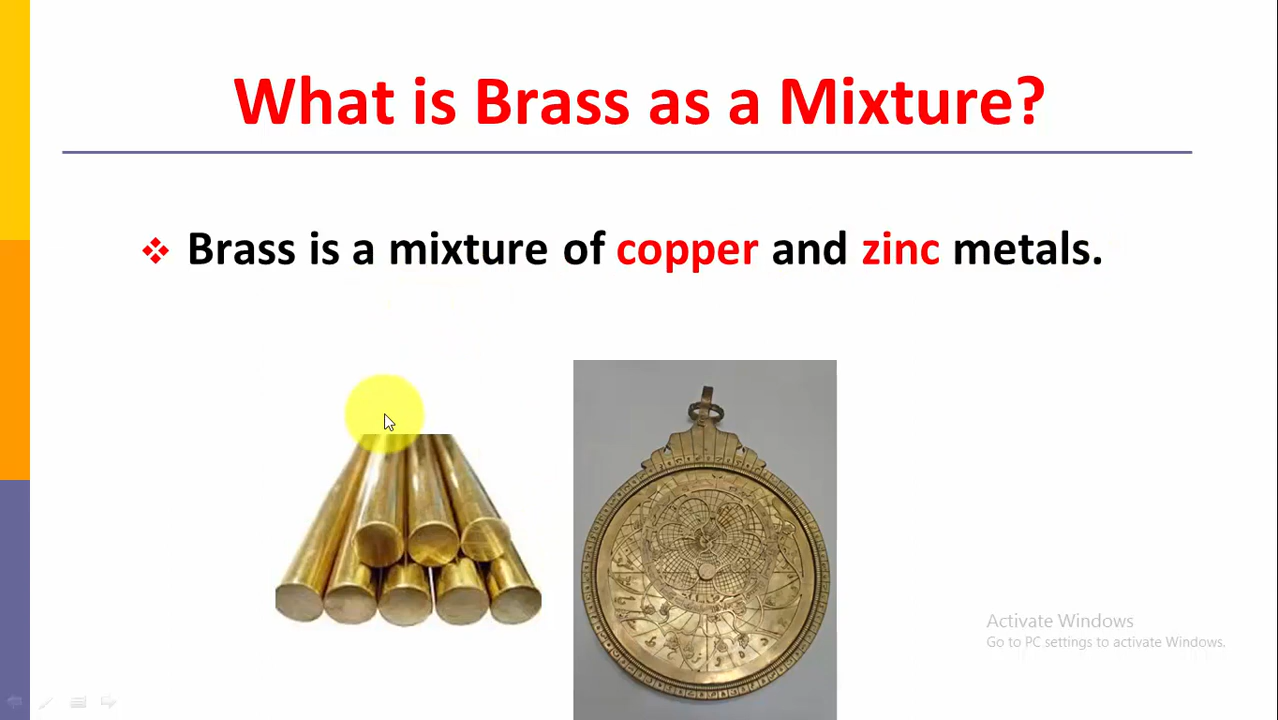 What is Brass as a Mixture?
Brass is a mixture of copper and zinc metals.
Activate Windows
Go to PC settings to activate Windows.